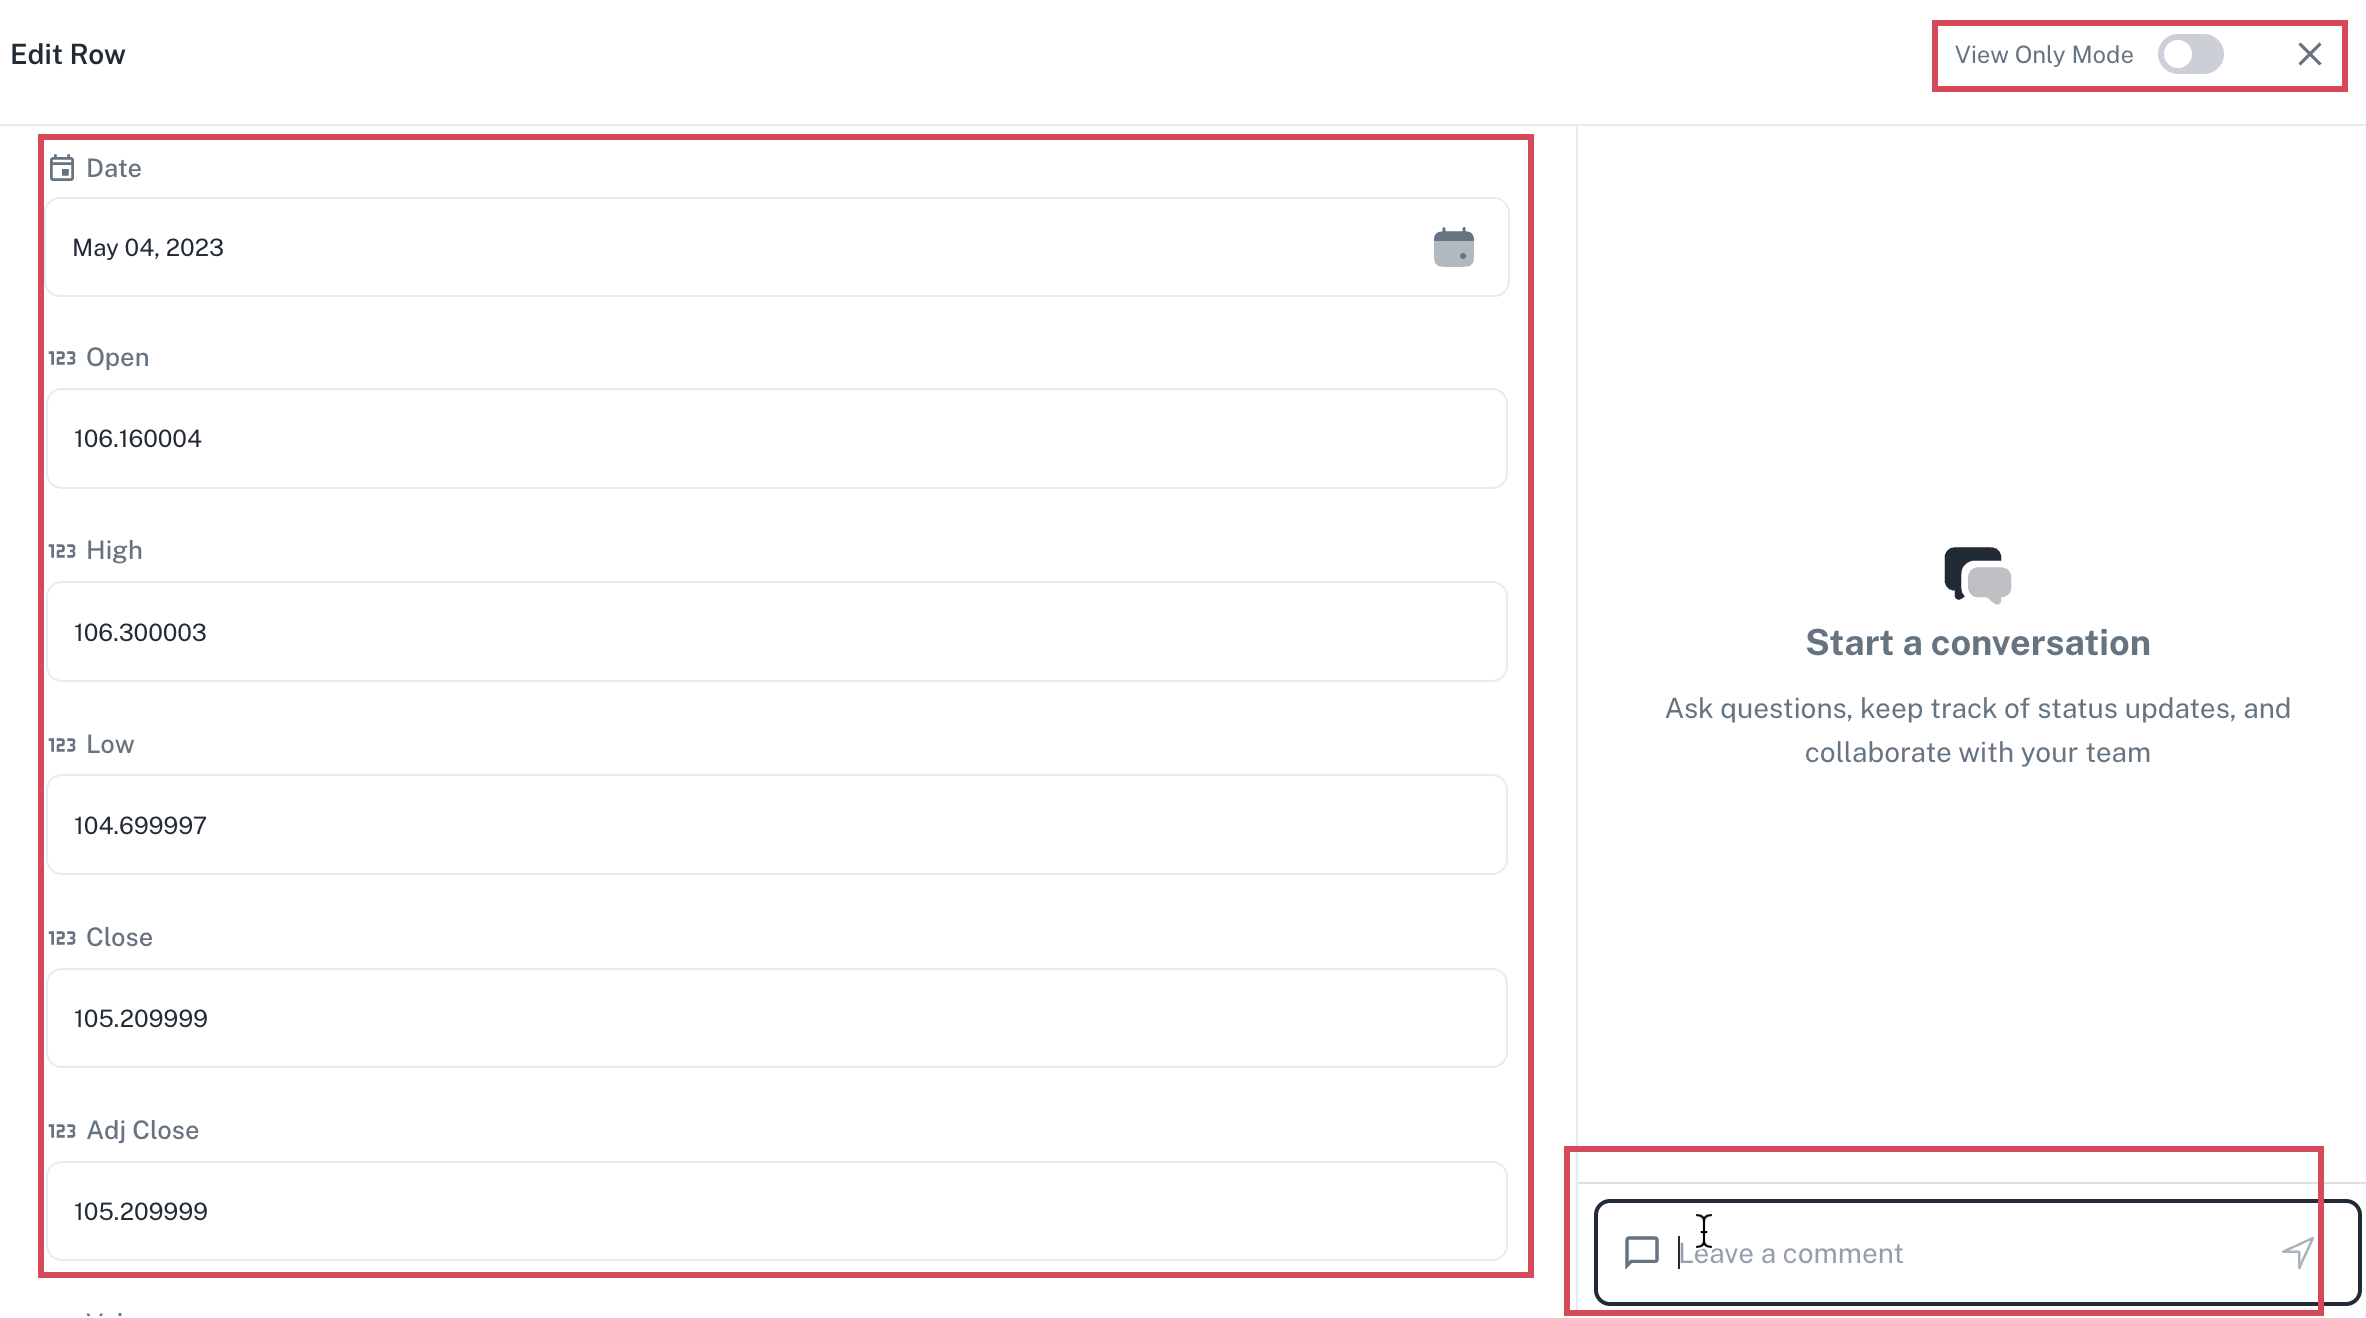 Edit Row
View Only Mode
Date
May 04, 2023
123 Open
106.160004
123 High
106.300003
123 Low
104.699997
123 Close
105.209999
123 Adj Close
105.209999
Start a conversation
Ask questions, keep track of status updates, and
collaborate with your team
Leave a comment